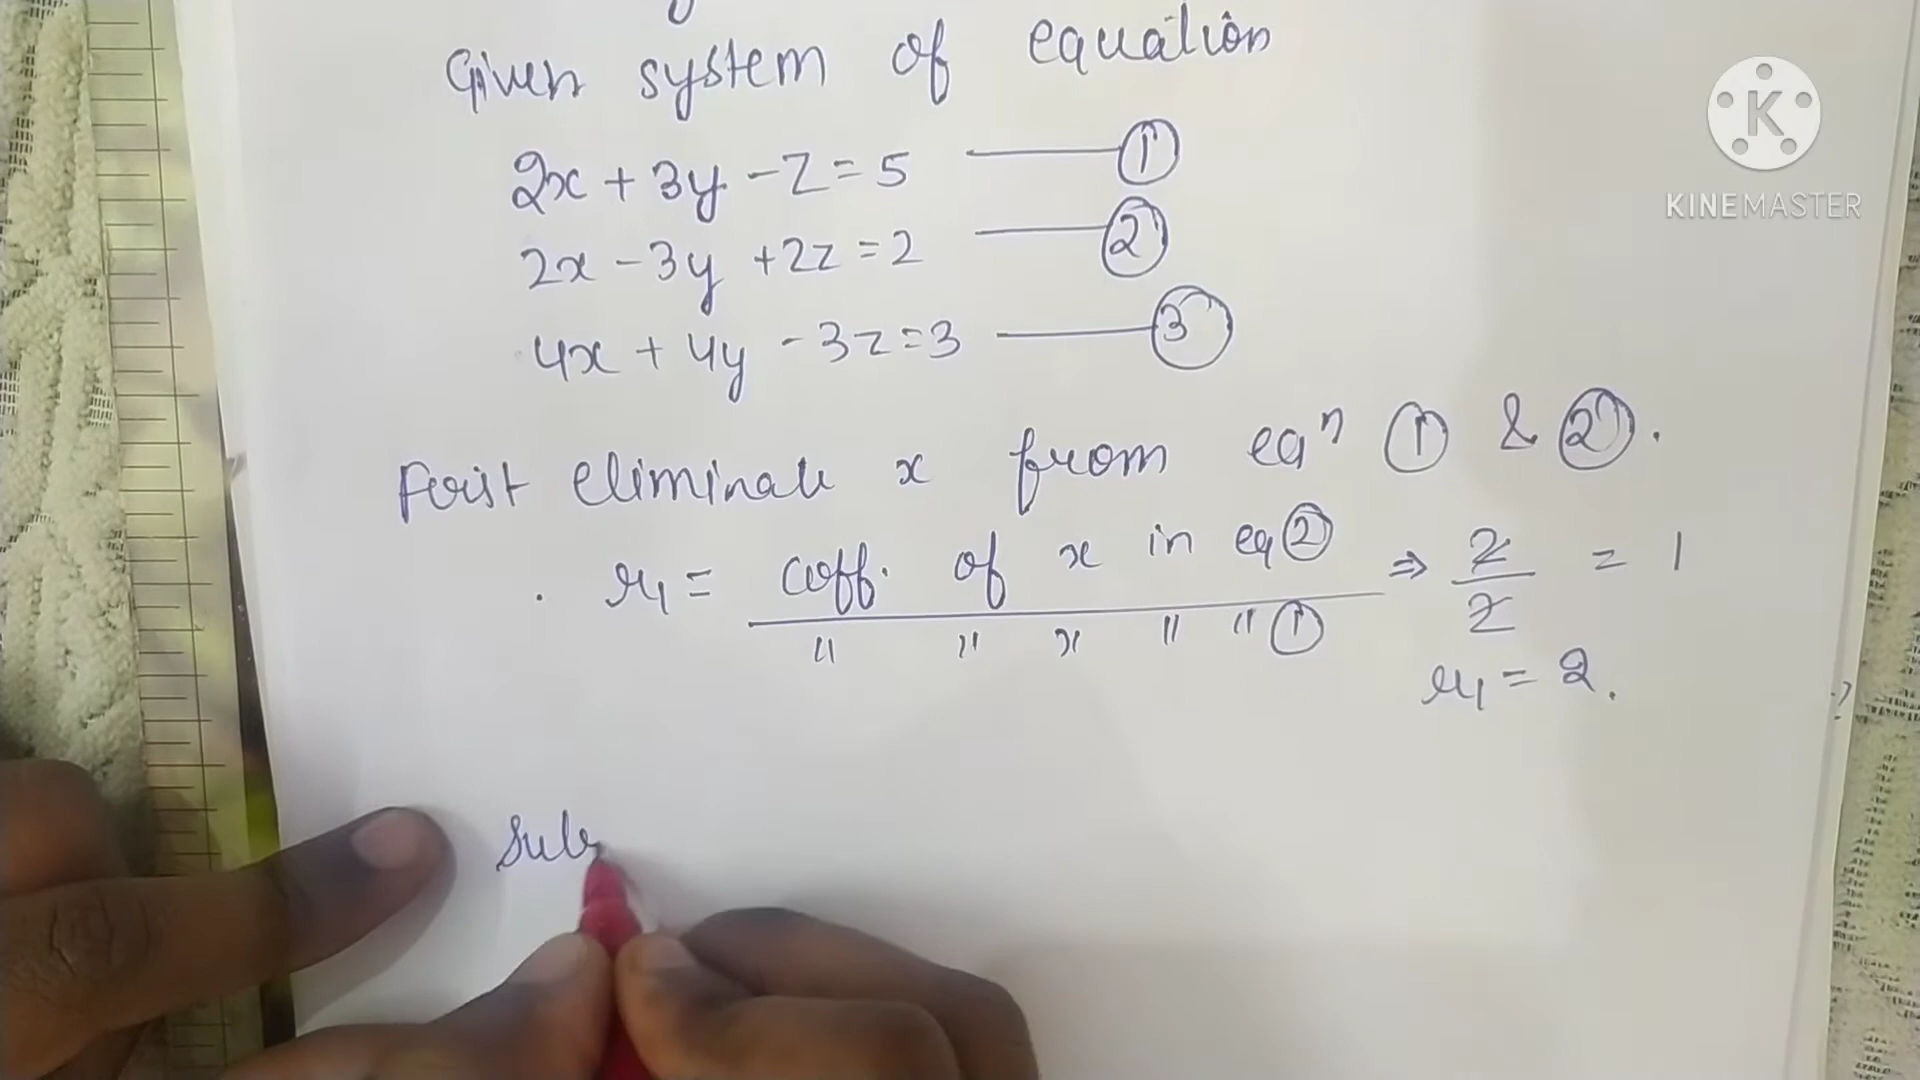 Given system of equation
2x + 3y - z = 5 —— ①
2x - 3y + 2z = 2 —— ②
4x + 4y - 3z = 3 —— ③
First eliminate x from eqⁿ ① & ②.
r₁ = coff. of x in eq ② ⇒ 2/2 = 1
" " x " " ①
r₁ = 2.
Sub
K
KINEMASTER